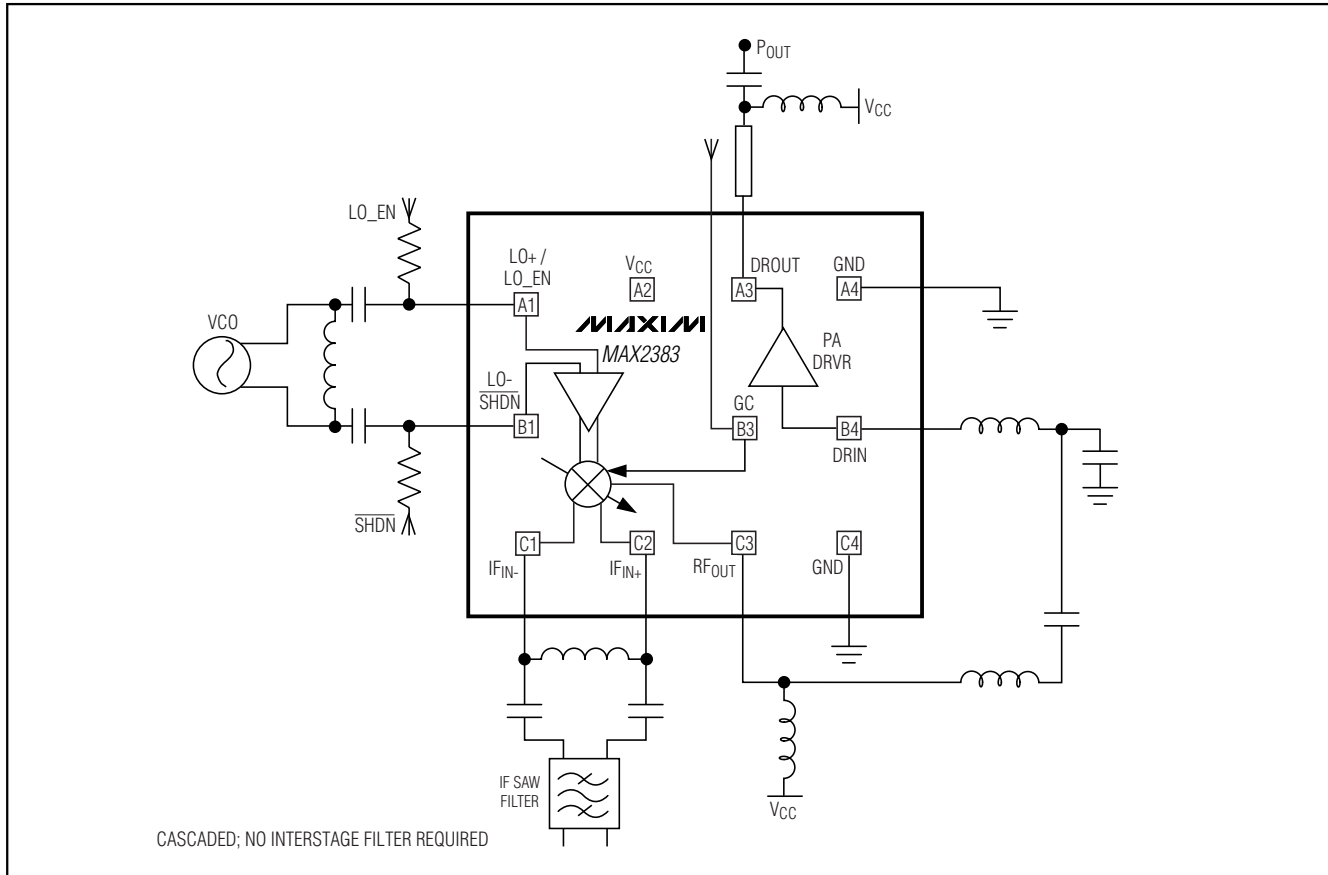 P_OUT
V_CC
LO_EN
LO+ /
LO_EN
V_CC
DROUT
GND
A1
A2
A3
A4
VCO
MAXIM
MAX2383
PA
DRVR
LO-
SHDN
GC
B1
B3
B4
DRIN
SHDN
C1
C2
C3
C4
IF_IN-
IF_IN+
RF_OUT
GND
IF SAW
FILTER
V_CC
CASCADED; NO INTERSTAGE FILTER REQUIRED